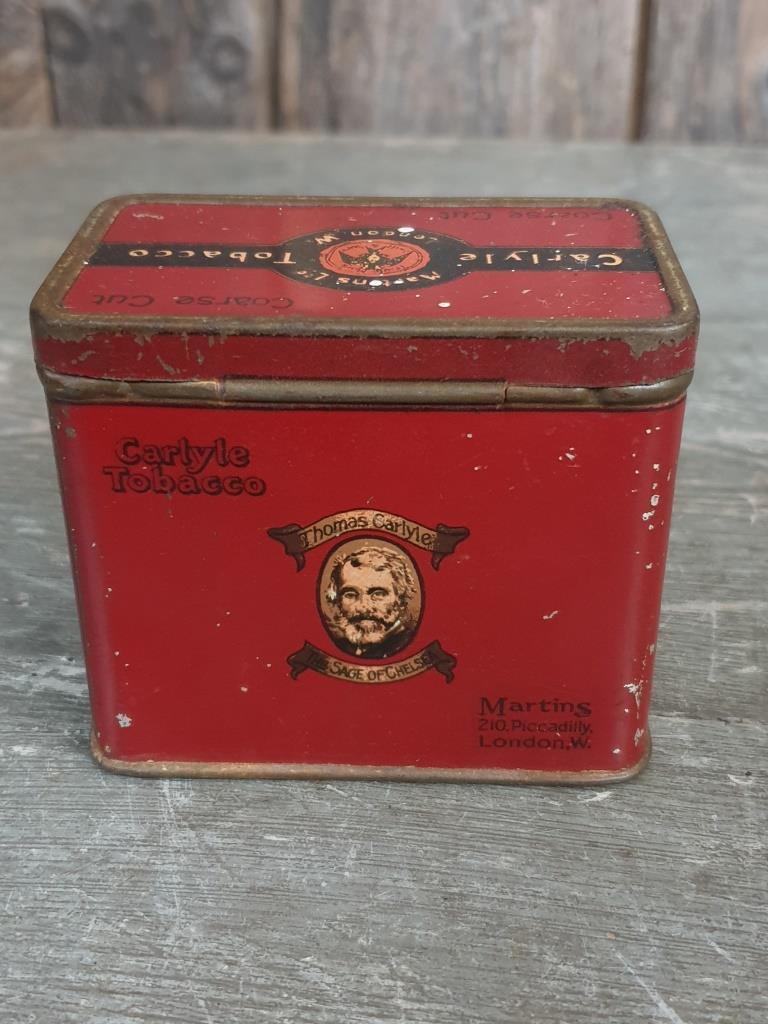 Coarse Cut
Carlyle Tobacco
Martins Ltd
London W.
Coarse Cut
Carlyle
Tobacco
Thomas Carlyle
The Sage of Chelsea
Martins
210, Piccadilly,
London, W.